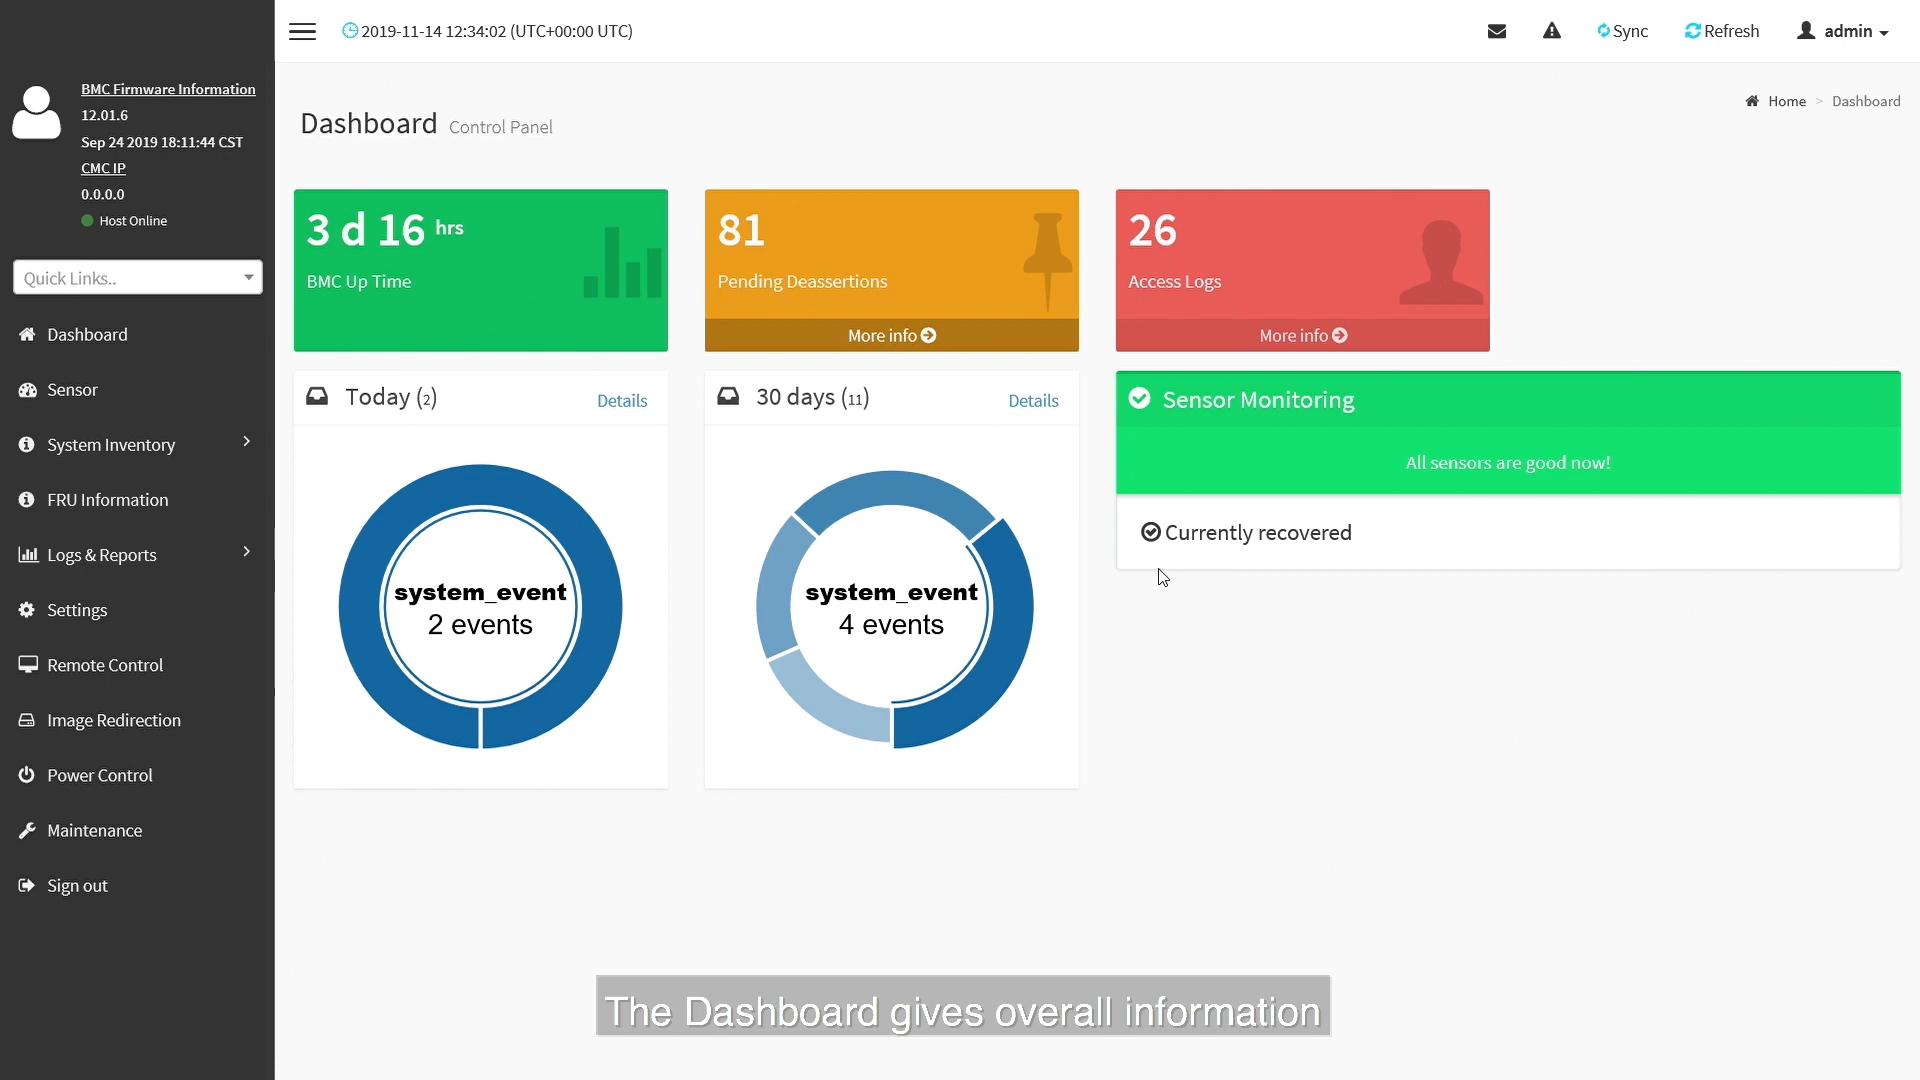 2019-11-14 12:34:02 (UTC+00:00 UTC)
Sync
Refresh
admin
BMC Firmware Information
12.01.6
Sep 24 2019 18:11:44 CST
CMC IP
0.0.0.0
Host Online
Quick Links..
Dashboard
Sensor
System Inventory
FRU Information
Logs & Reports
Settings
Remote Control
Image Redirection
Power Control
Maintenance
Sign out
Dashboard Control Panel
Home > Dashboard
3 d 16 hrs
BMC Up Time
81
Pending Deassertions
More info
26
Access Logs
More info
Today (2)
Details
system_event
2 events
30 days (11)
Details
system_event
4 events
Sensor Monitoring
All sensors are good now!
Currently recovered
The Dashboard gives overall information